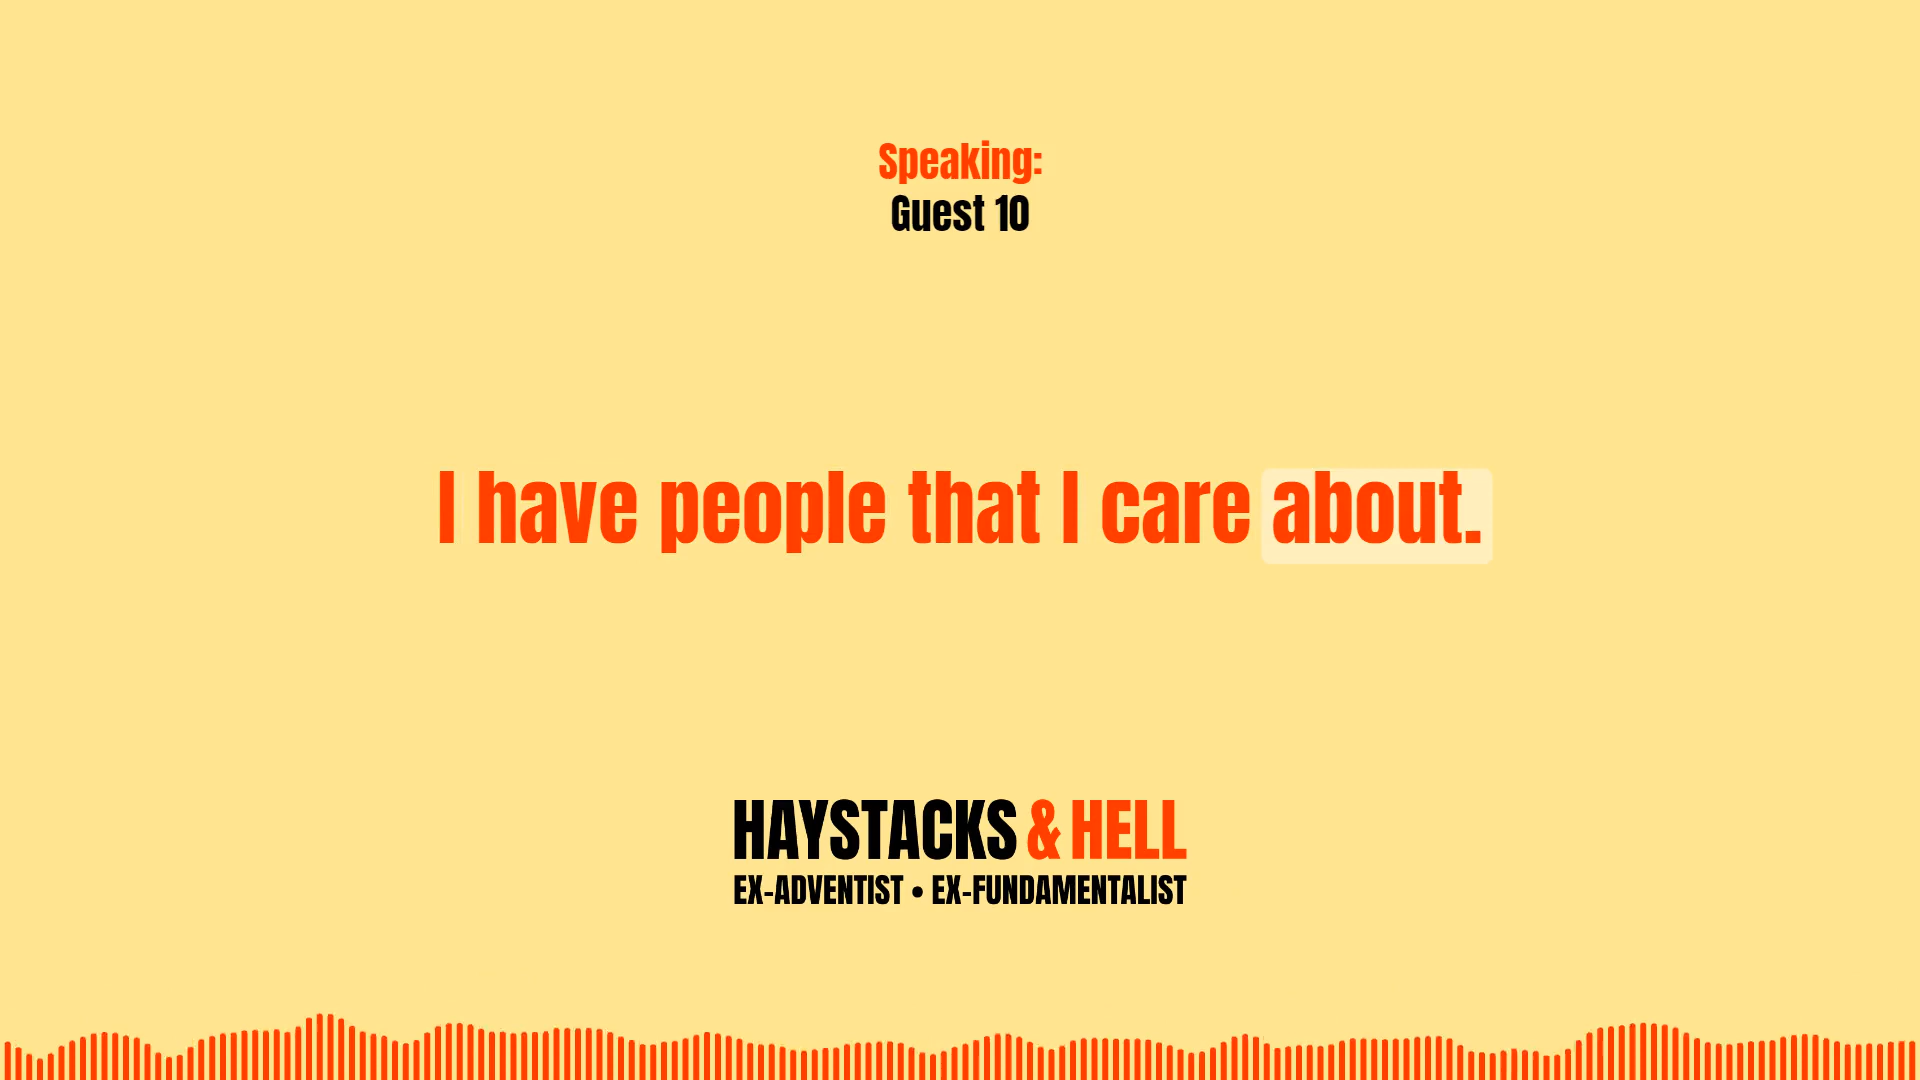 Speaking:
Guest 10
I have people that I care about.
HAYSTACKS & HELL
EX-ADVENTIST • EX-FUNDAMENTALIST